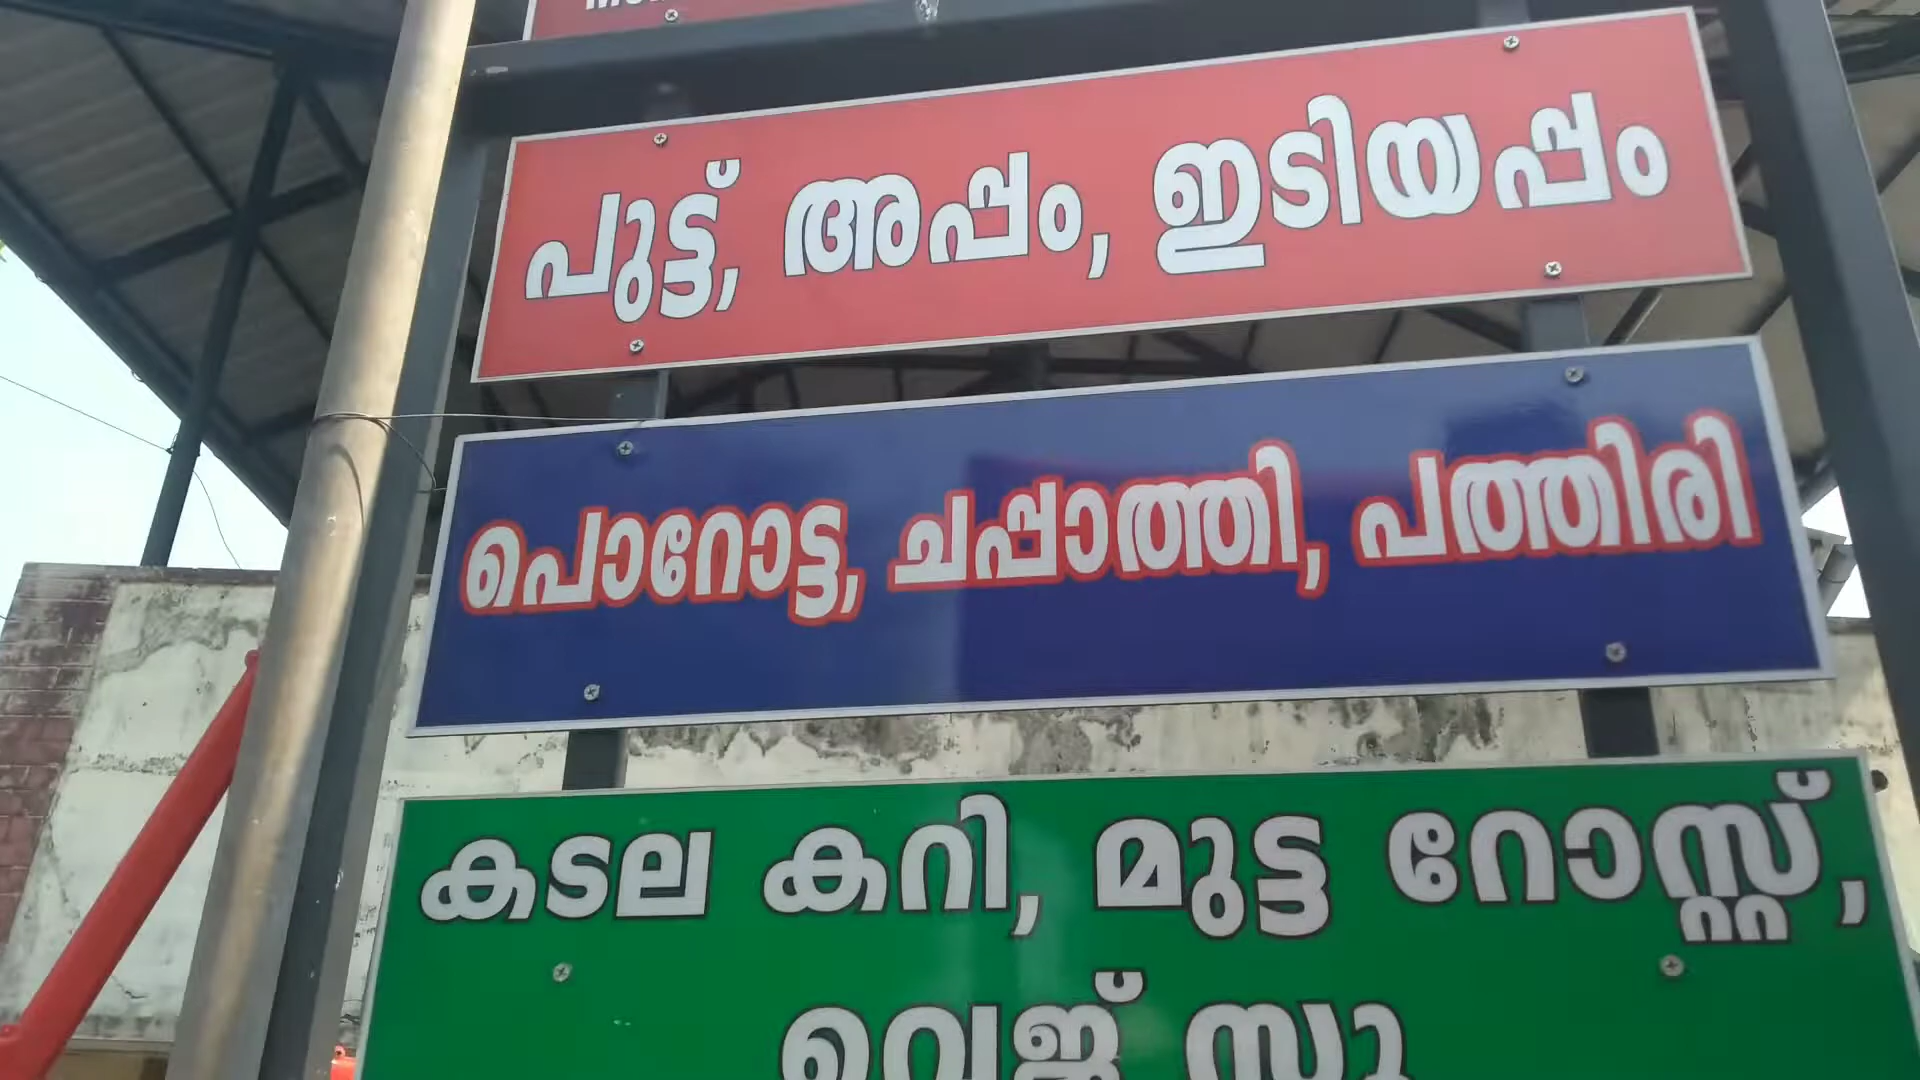 പുട്ട്, അപ്പം, ഇടിയപ്പം
പൊറോട്ട, ചപ്പാത്തി, പത്തിരി
കടല കറി, മുട്ട റോസ്റ്റ്,
വെജ്